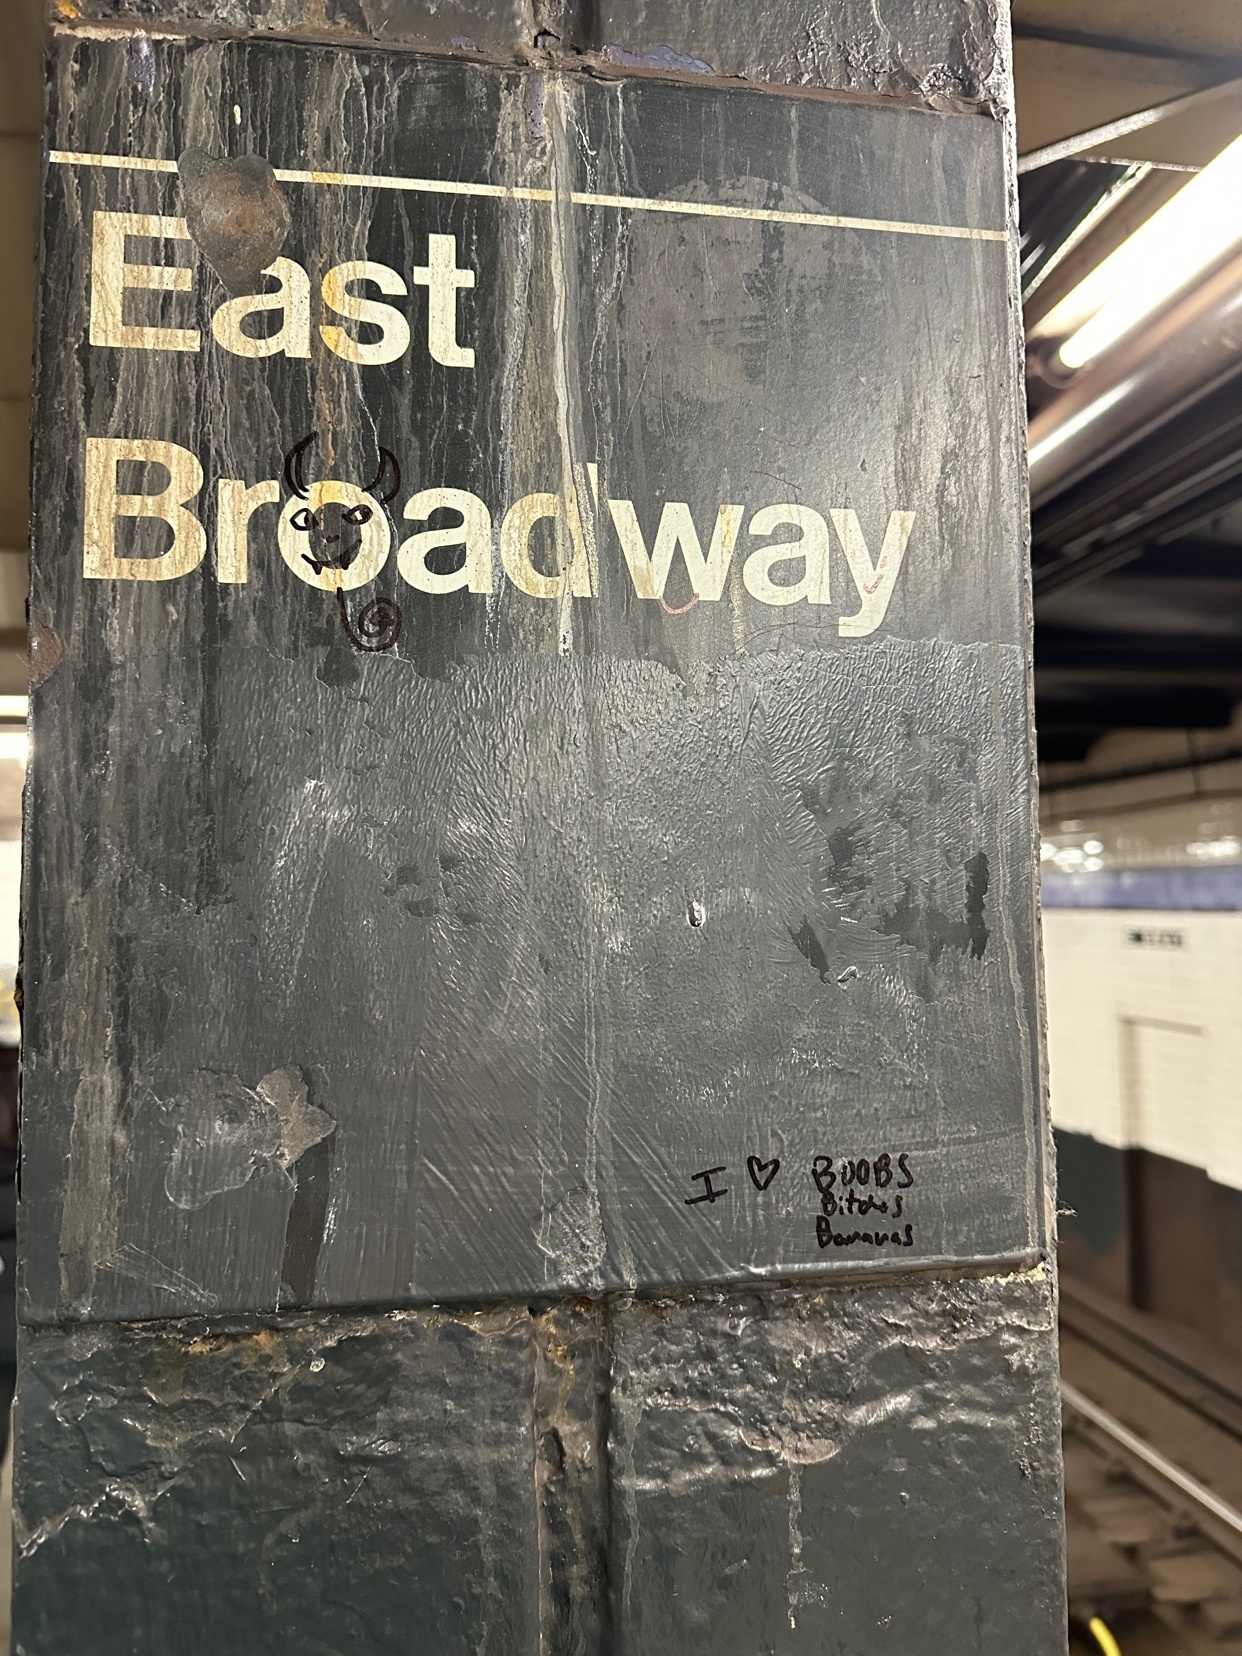 East
Broadway
I ♡ BOOBS
Bitches
Bananas